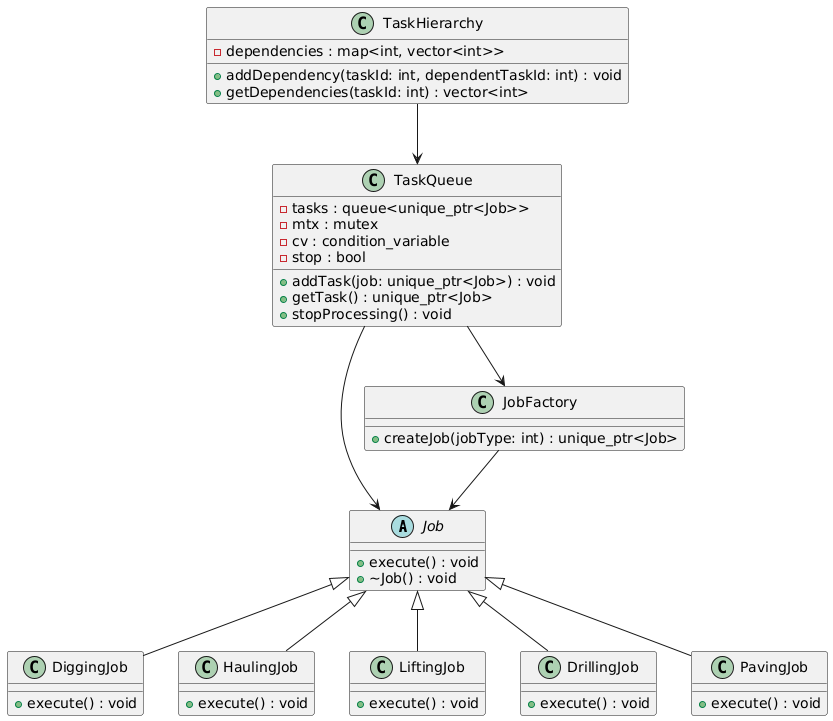 C TaskHierarchy
dependencies : map<int, vector<int>>
addDependency(taskId: int, dependentTaskId: int) : void
getDependencies(taskId: int) : vector<int>
C TaskQueue
tasks : queue<unique_ptr<Job>>
mtx : mutex
cv : condition_variable
stop : bool
addTask(job: unique_ptr<Job>) : void
getTask() : unique_ptr<Job>
stopProcessing() : void
C JobFactory
createJob(jobType: int) : unique_ptr<Job>
A Job
execute() : void
~Job() : void
C DiggingJob
execute() : void
C HaulingJob
execute() : void
C LiftingJob
execute() : void
C DrillingJob
execute() : void
C PavingJob
execute() : void